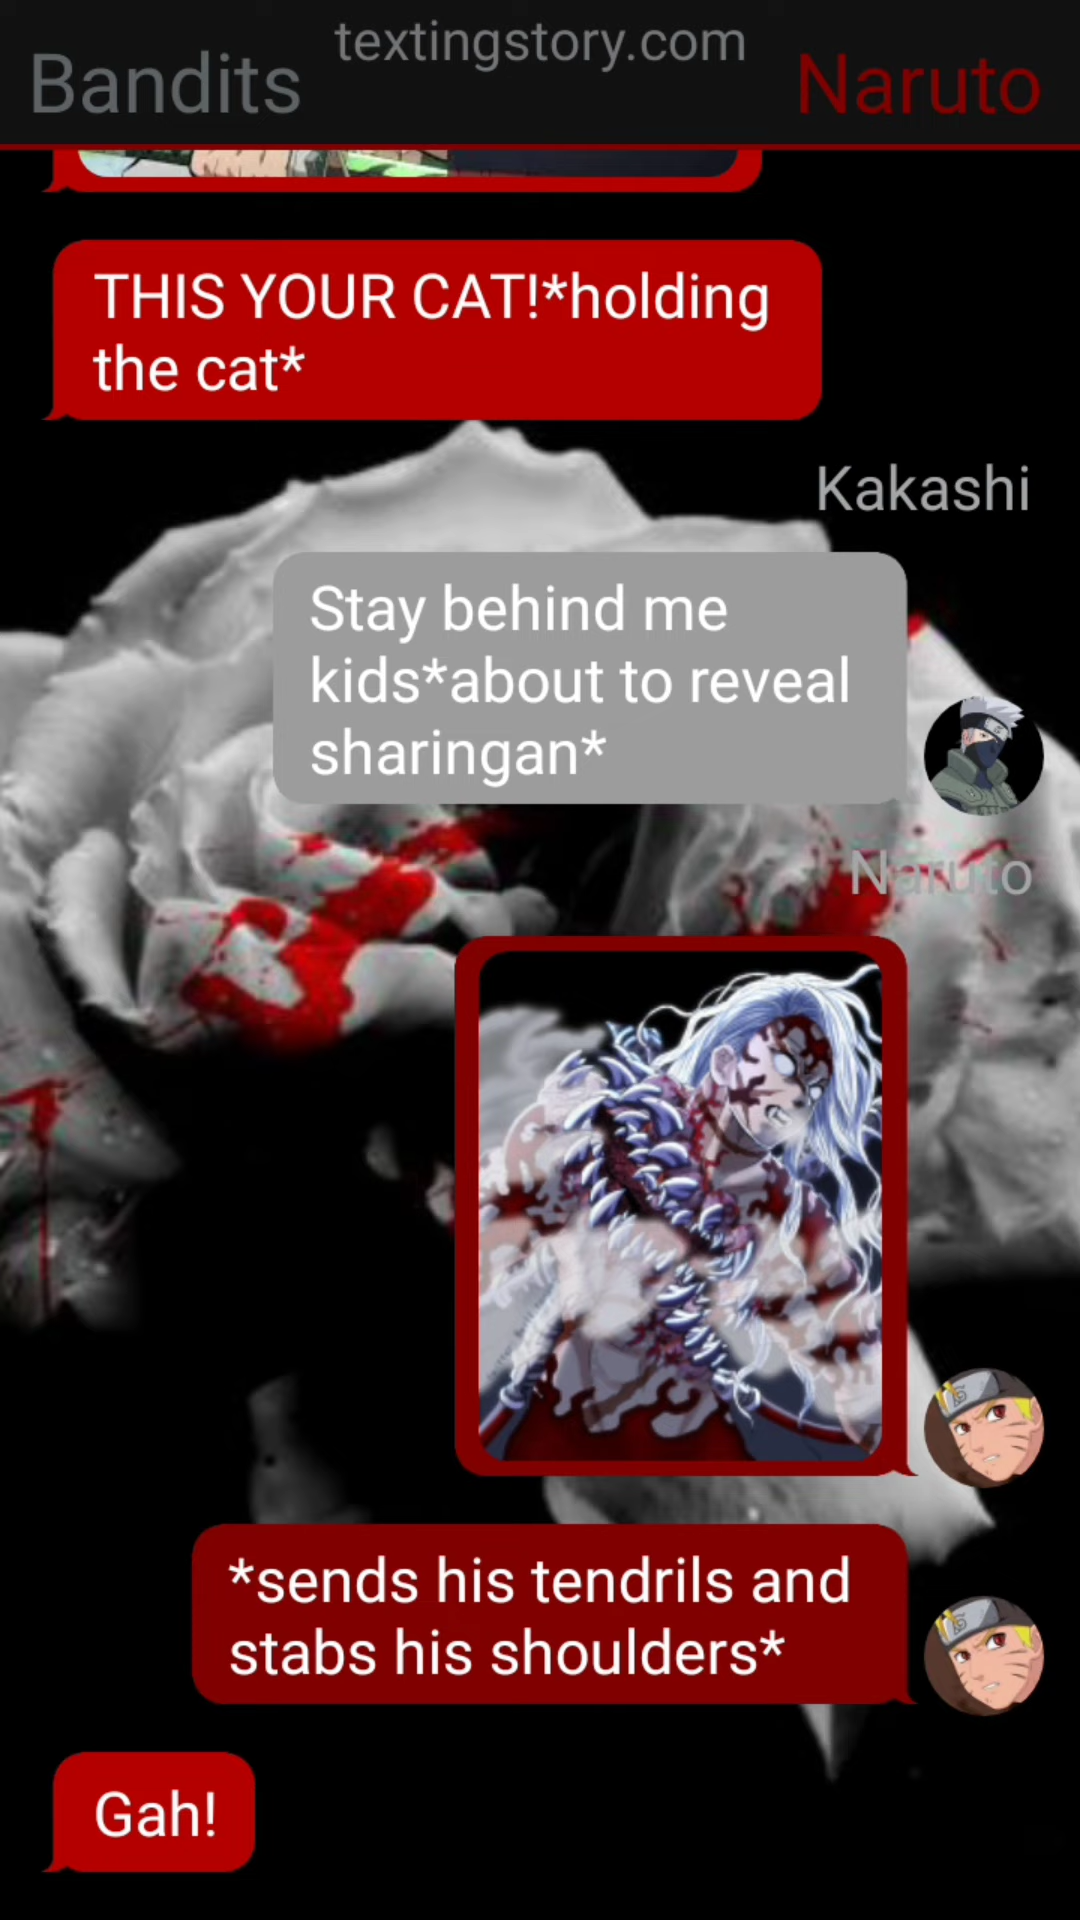 textingstory.com
Bandits
Naruto
THIS YOUR CAT!*holding
the cat*
Kakashi
Stay behind me
kids*about to reveal
sharingan*
Naruto
*sends his tendrils and
stabs his shoulders*
Gah!